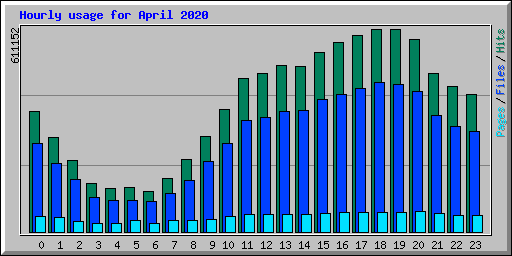 Hourly usage for April 2020
611152
Pages/Files/Hits
0 1 2 3 4 5 6 7 8 9 10 11 12 13 14 15 16 17 18 19 20 21 22 23